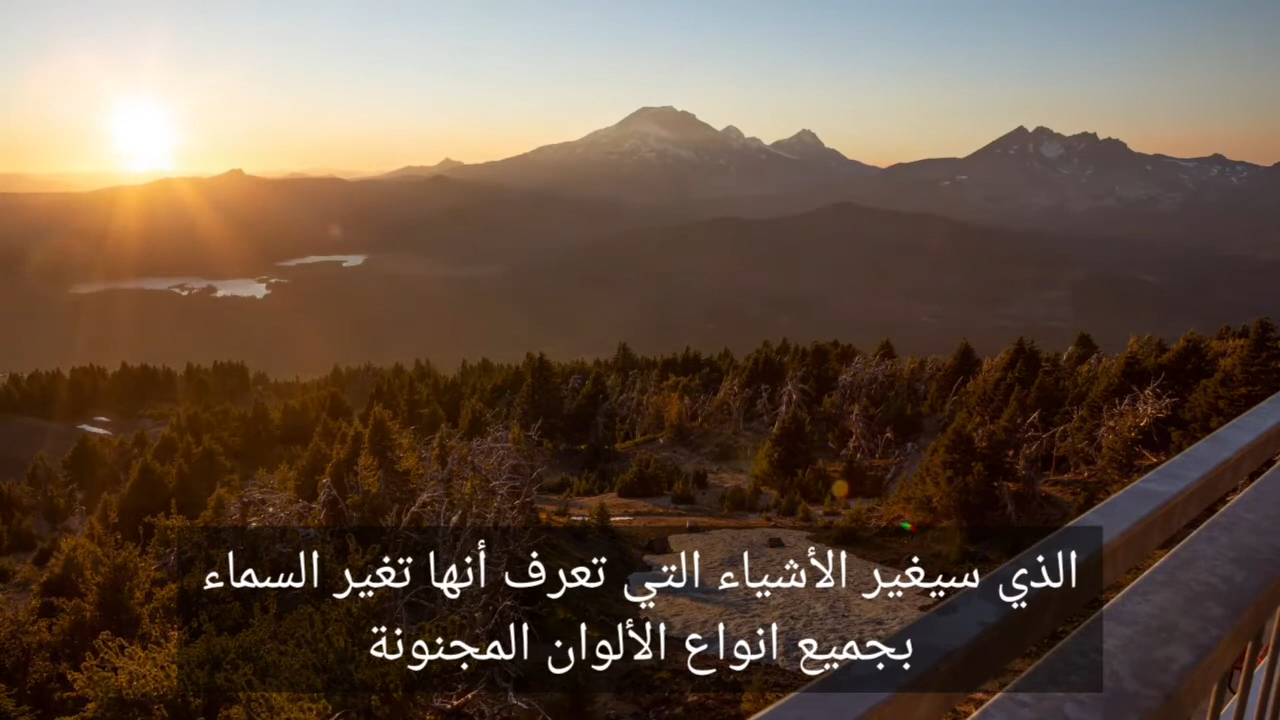 الذي سيغير الأشياء التي تعرف أنها تغير السماء
بجميع انواع الألوان المجنونة